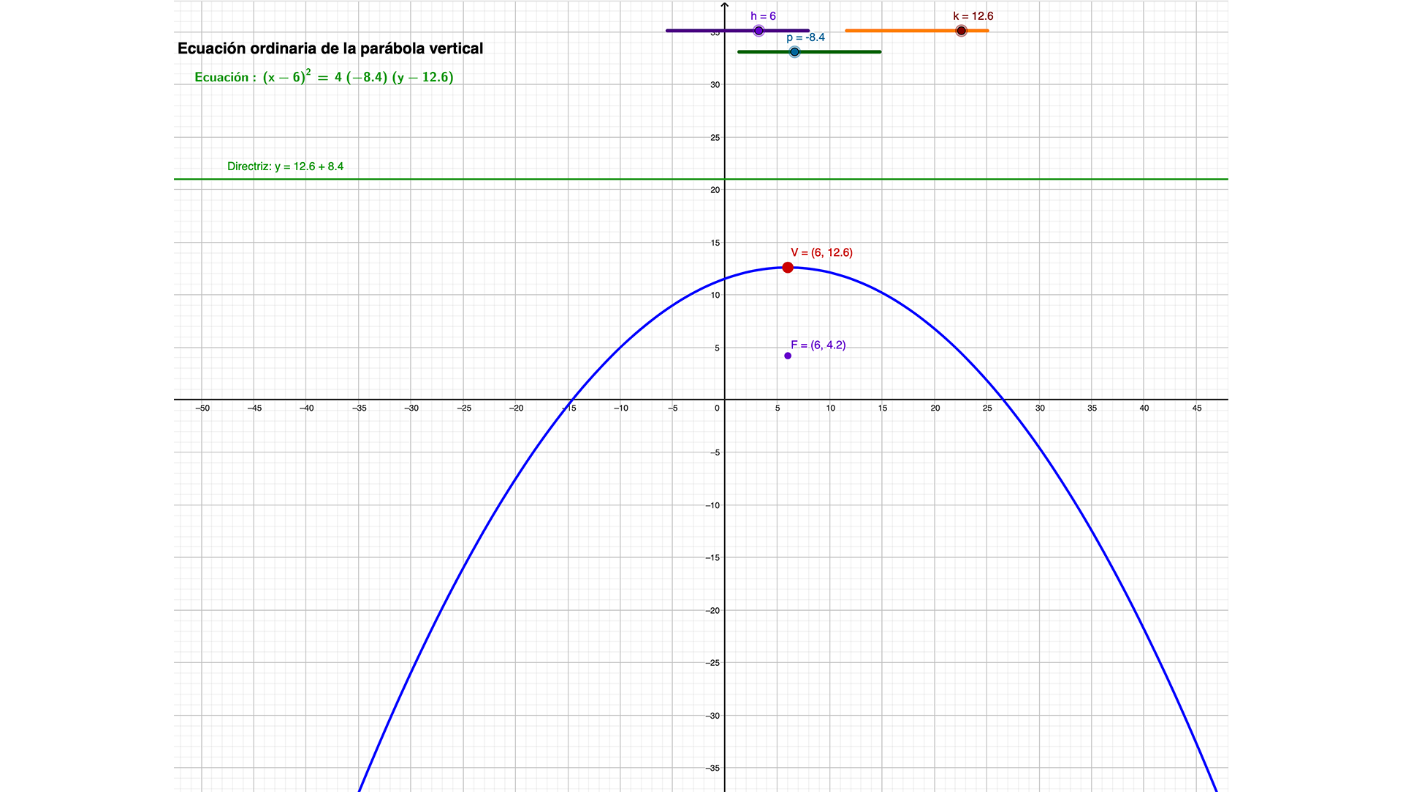 h = 6
k = 12.6
p = -8.4
Ecuación ordinaria de la parábola vertical
Ecuación : (x − 6)² = 4 (−8.4) (y − 12.6)
Directriz: y = 12.6 + 8.4
V = (6, 12.6)
F = (6, 4.2)
35
30
25
20
15
10
5
−50 −45 −40 −35 −30 −25 −20 −15 −10 −5 0 5 10 15 20 25 30 35 40 45
−5
−10
−15
−20
−25
−30
−35